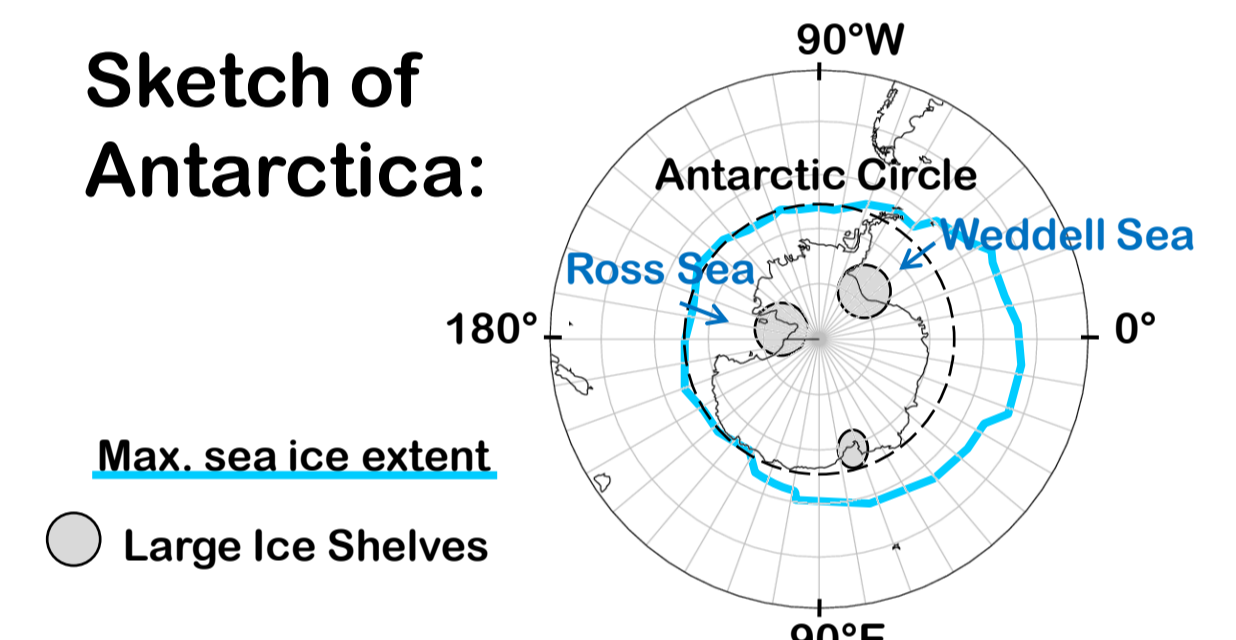 Sketch of
Antarctica:
90°W
Antarctic Circle
Weddell Sea
Ross Sea
180°
0°
Max. sea ice extent
Large Ice Shelves
90°E